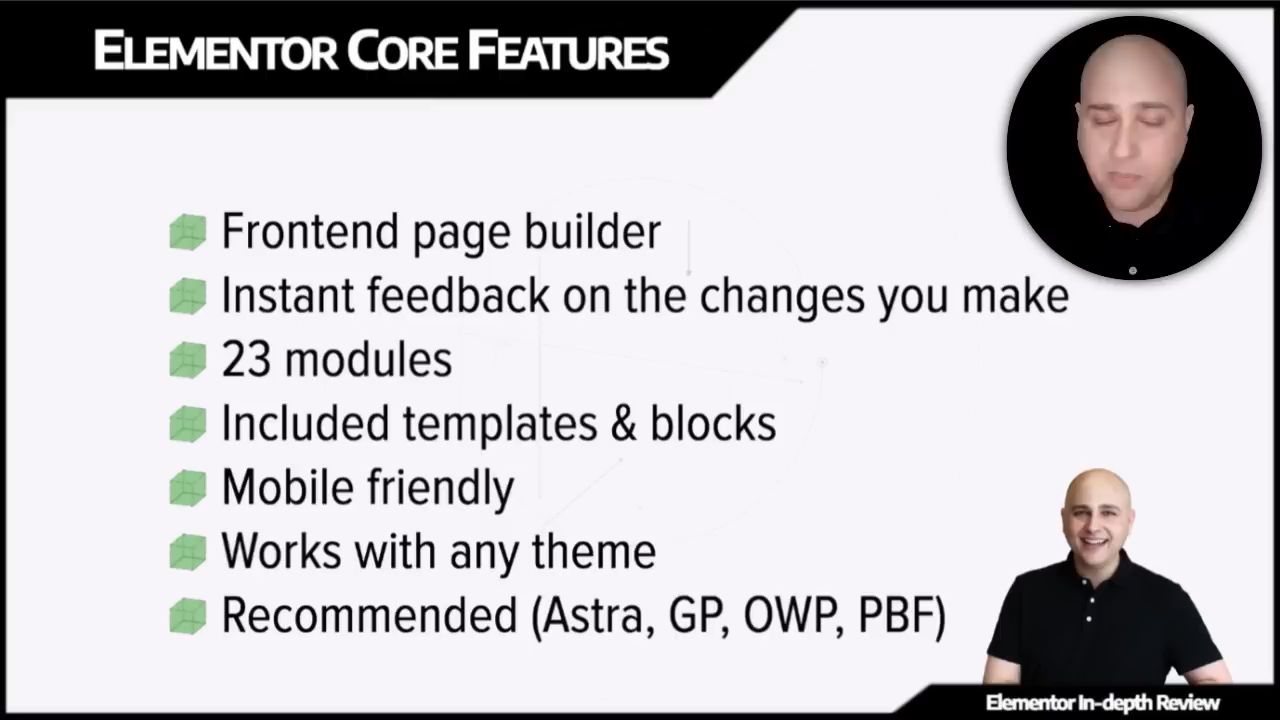 Elementor Core Features
Frontend page builder
Instant feedback on the changes you make
23 modules
Included templates & blocks
Mobile friendly
Works with any theme
Recommended (Astra, GP, OWP, PBF)
Elementor In-depth Review